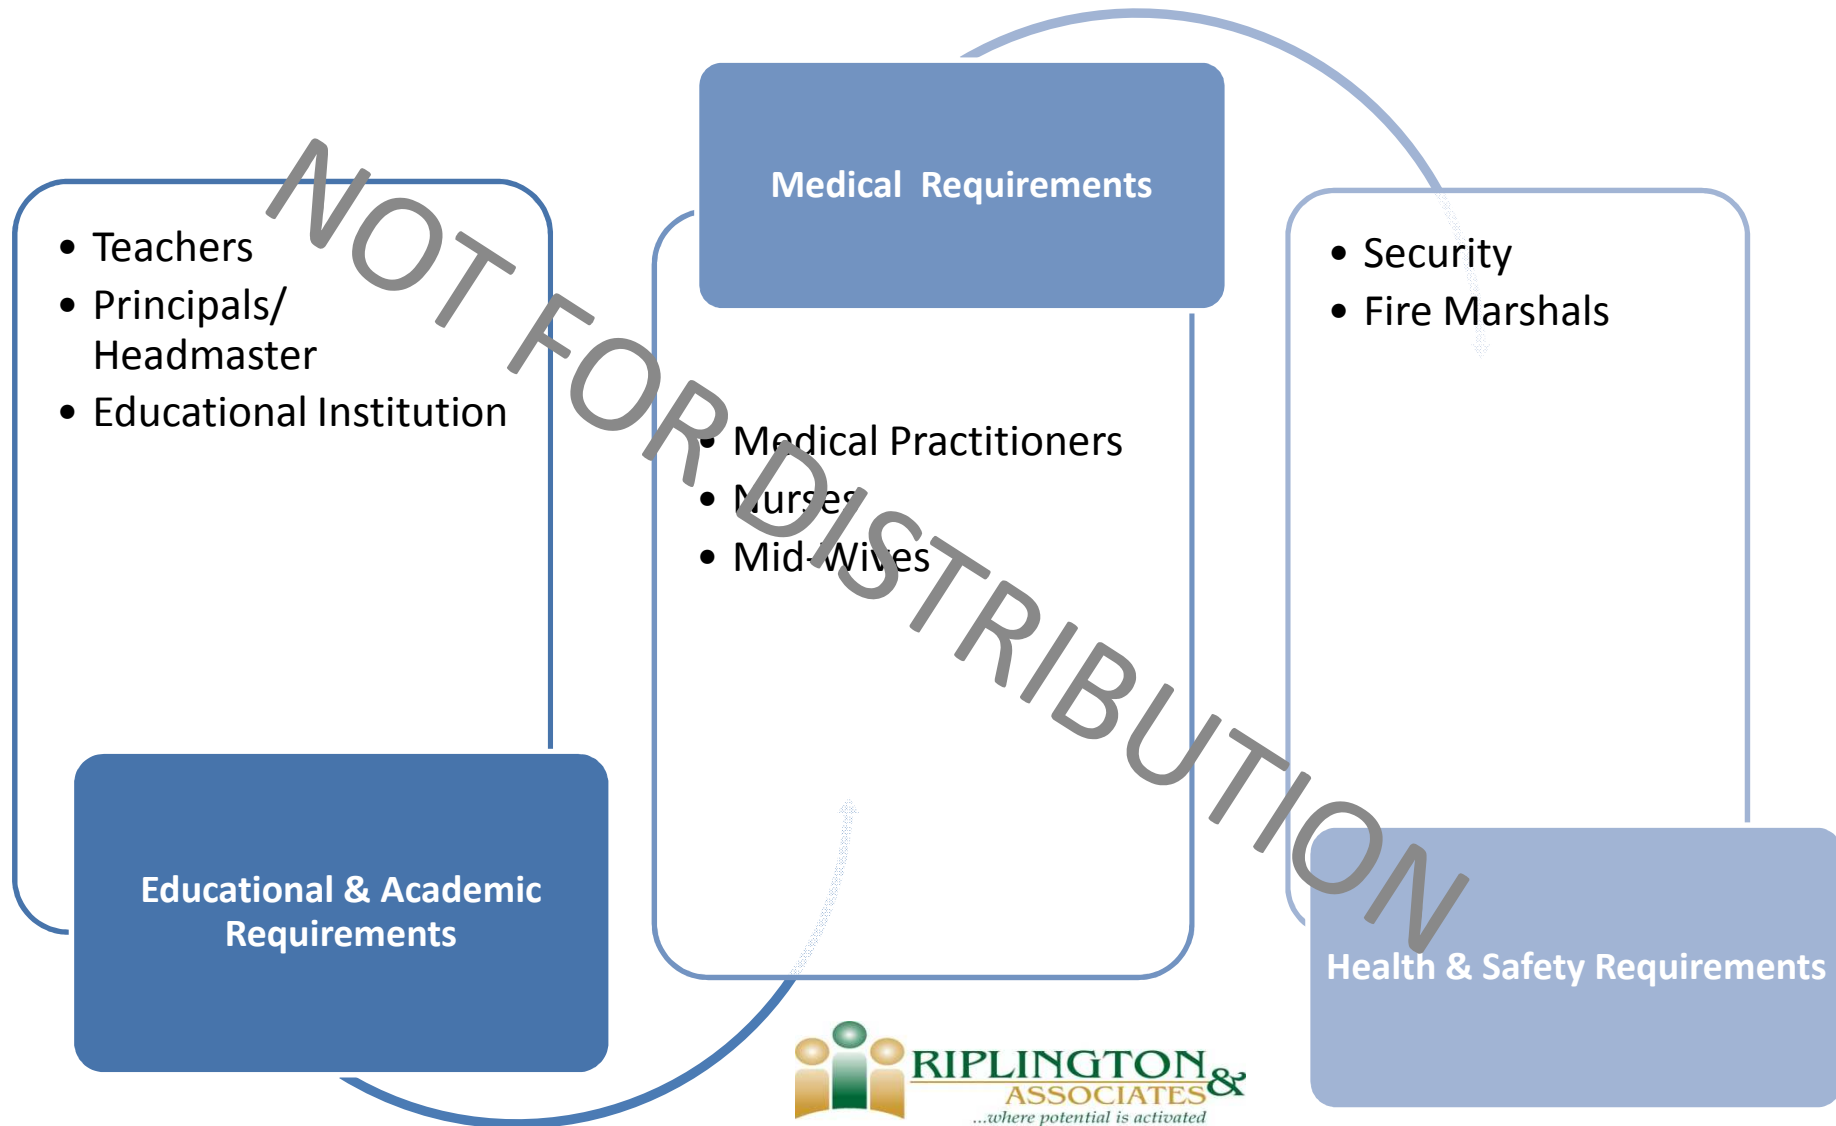 • Teachers
• Principals/
Headmaster
• Educational Institution
Educational & Academic
Requirements
Medical  Requirements
• Medical Practitioners
• Nurses
• Mid-Wives
• Security
• Fire Marshals
Health & Safety Requirements
NOT FOR DISTRIBUTION
RIPLINGTON &
ASSOCIATES
...where potential is activated